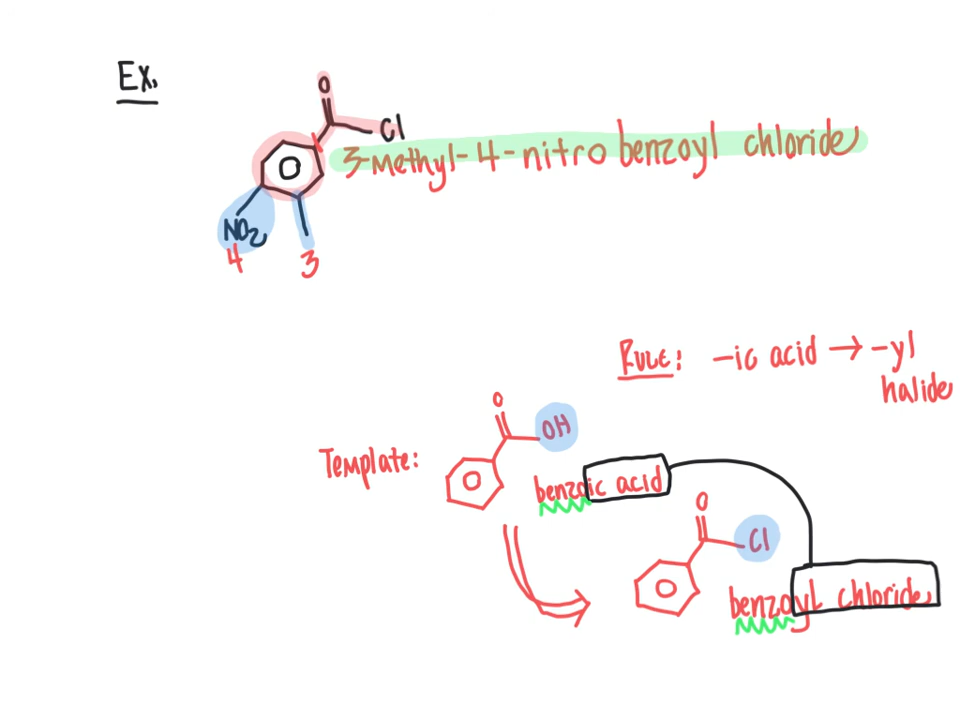 Ex.
O
Cl
3-methyl-4-nitro benzoyl chloride
NO2
4
3
RULE: -ic acid → -yl
halide
O
OH
Template:
benzoic acid
O
Cl
benzoyl chloride